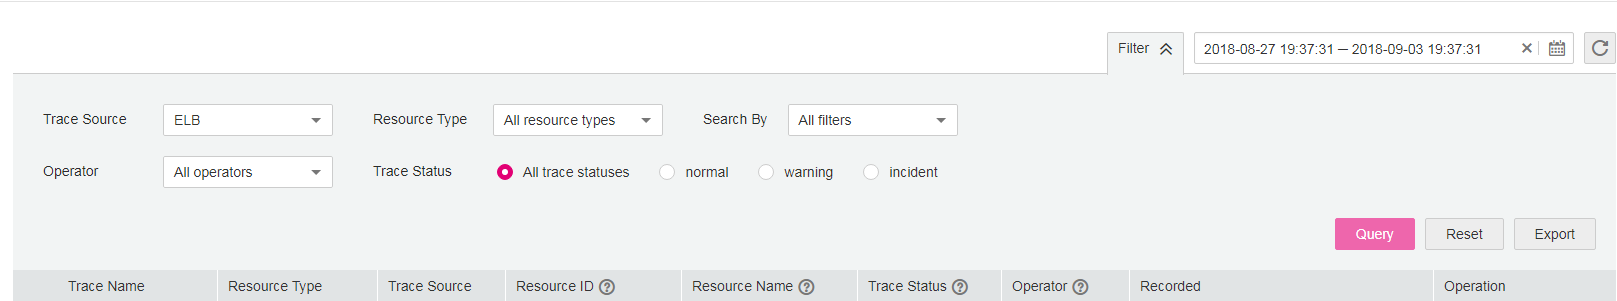 Filter 2018-08-27 19:37:31 – 2018-09-03 19:37:31
Trace Source ELB Resource Type All resource types Search By All filters
Operator All operators Trace Status All trace statuses normal warning incident
Query Reset Export
Trace Name Resource Type Trace Source Resource ID ? Resource Name ? Trace Status ? Operator ? Recorded Operation